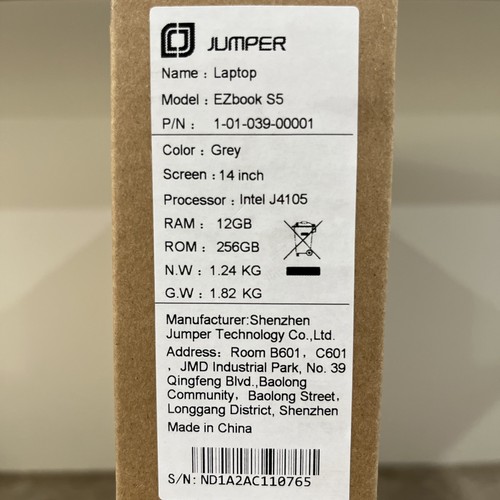 JUMPER
Name : Laptop
Model : EZbook S5
P/N : 1-01-039-00001
Color : Grey
Screen : 14 inch
Processor : Intel J4105
RAM : 12GB
ROM : 256GB
N.W : 1.24 KG
G.W : 1.82 KG
Manufacturer:Shenzhen
Jumper Technology Co.,Ltd.
Address: Room B601, C601
, JMD Industrial Park, No. 39
Qingfeng Blvd.,Baolong
Community, Baolong Street,
Longgang District, Shenzhen
Made in China
S/N: ND1A2AC110765